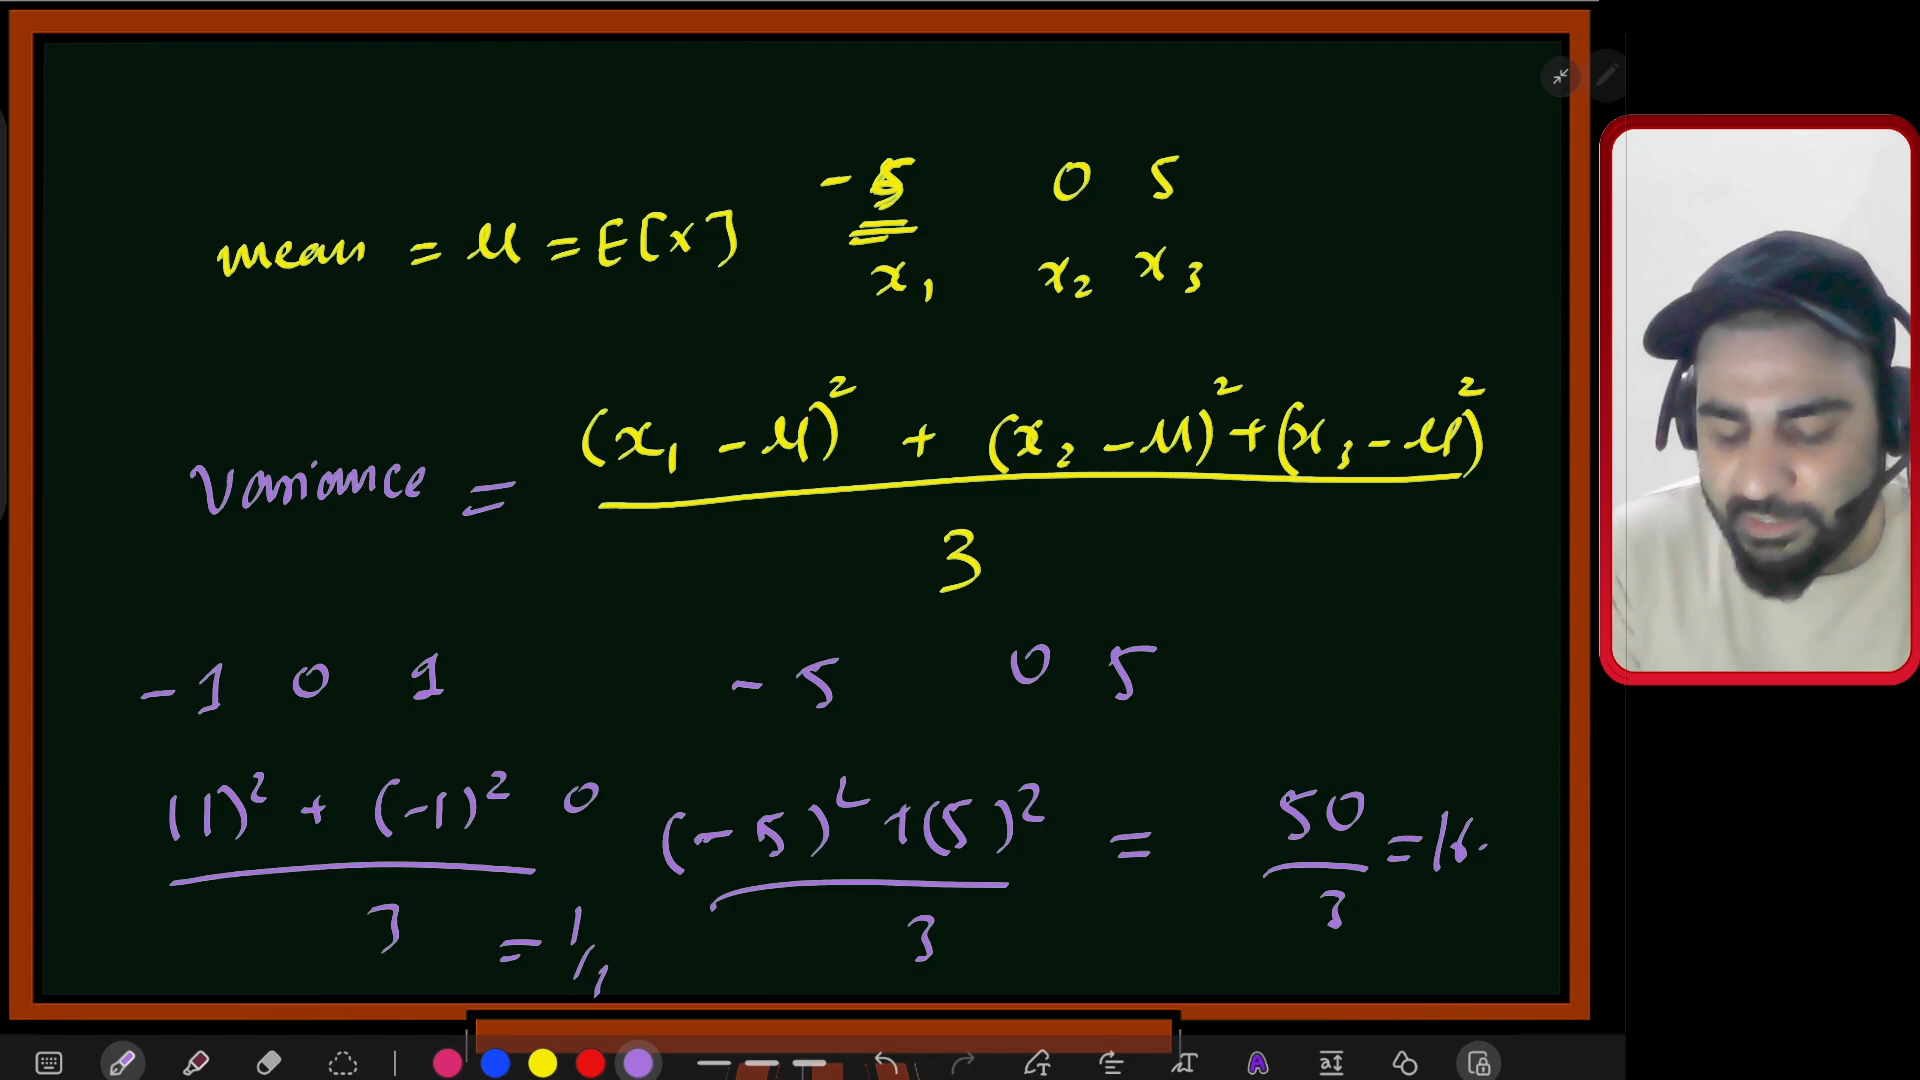 -5 0 5
mean = μ = E[x]
x1 x2 x3
Variance = (x1 - μ)² + (x2 - μ)² + (x3 - μ)²
3
-1 0 1 -5 0 5
(1)² + (-1)² 0 (-5)² + (5)² = 50 = 16.
3 3 3
= 1/1